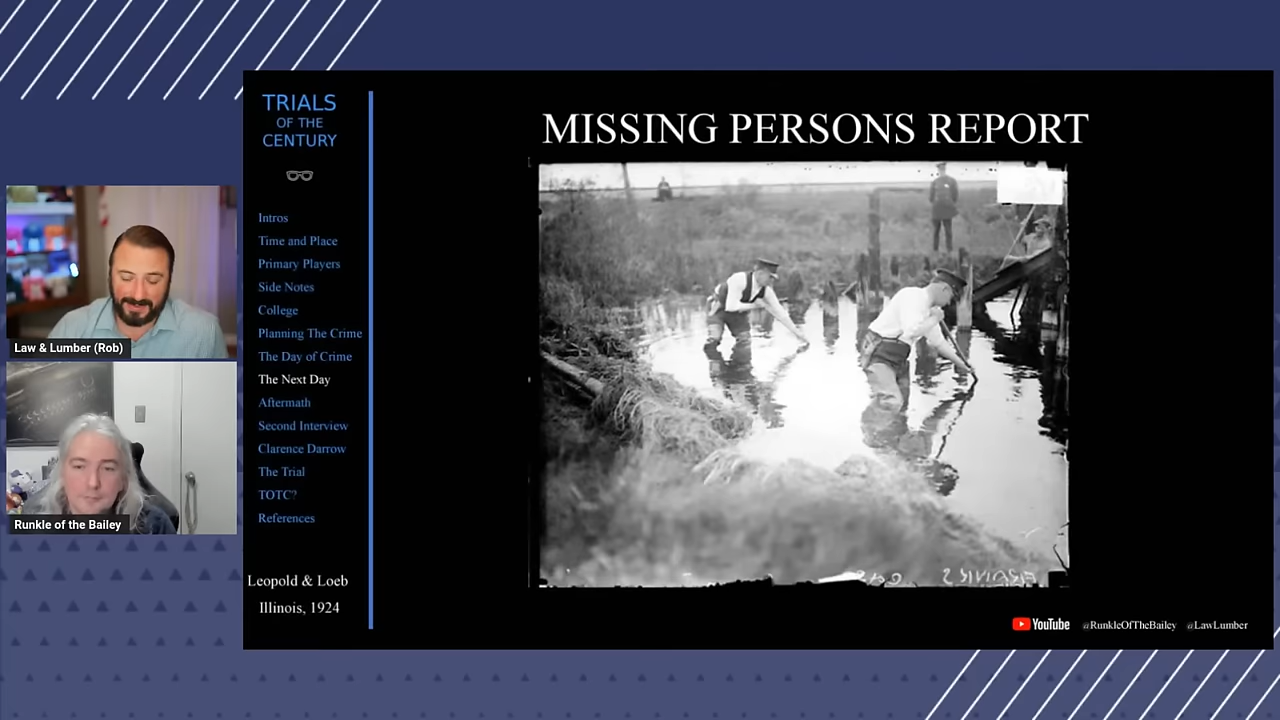 TRIALS
OF THE
CENTURY
Intros
Time and Place
Primary Players
Side Notes
College
Planning The Crime
The Day of Crime
The Next Day
Aftermath
Second Interview
Clarence Darrow
The Trial
TOTC?
References
Leopold & Loeb
Illinois, 1924
MISSING PERSONS REPORT
YouTube @RunkleOfTheBailey @LawLumber
Law & Lumber (Rob)
Runkle of the Bailey